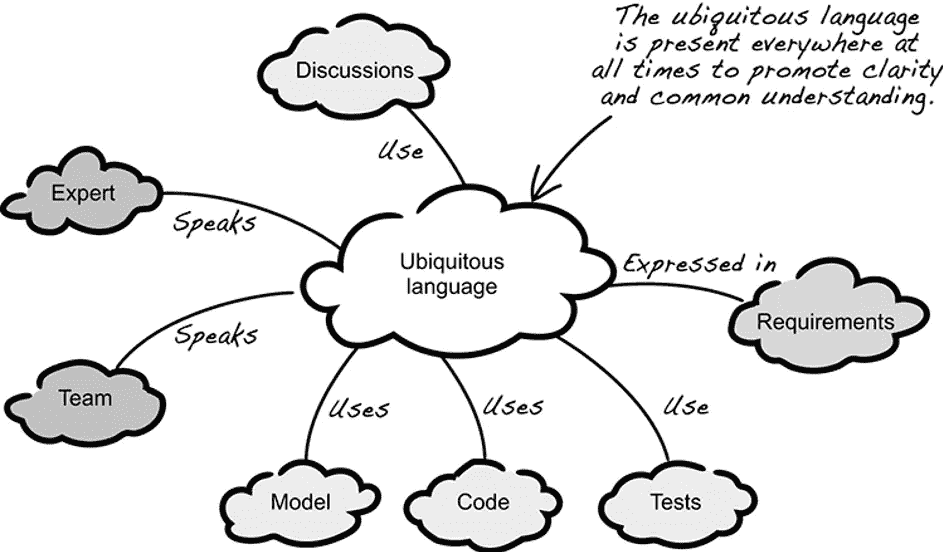 The ubiquitous language
is present everywhere at
all times to promote clarity
and common understanding.
Discussions
Use
Expert
Speaks
Ubiquitous
language
Expressed in
Requirements
Speaks
Team
Uses
Uses
Use
Model
Code
Tests